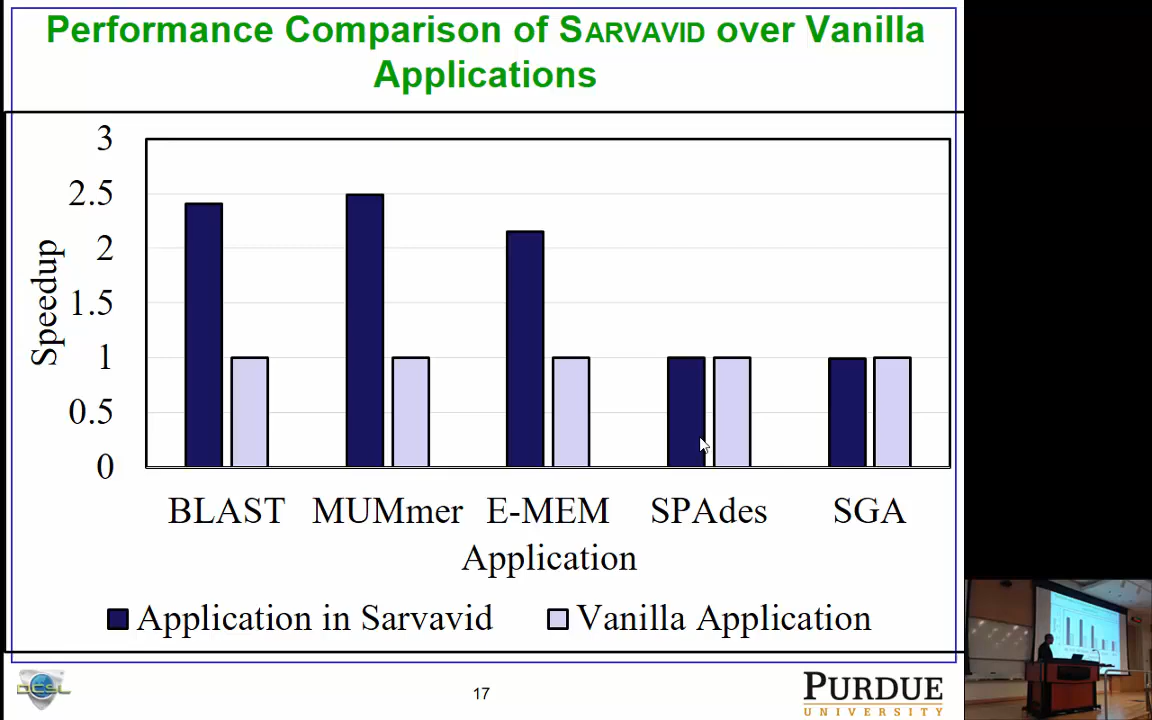 Performance Comparison of SARVAVID over Vanilla
Applications
3
2.5
2
1.5
1
0.5
0
Speedup
BLAST MUMmer E-MEM SPAdes SGA
Application
Application in Sarvavid Vanilla Application
DCSL
17
PURDUE
UNIVERSITY